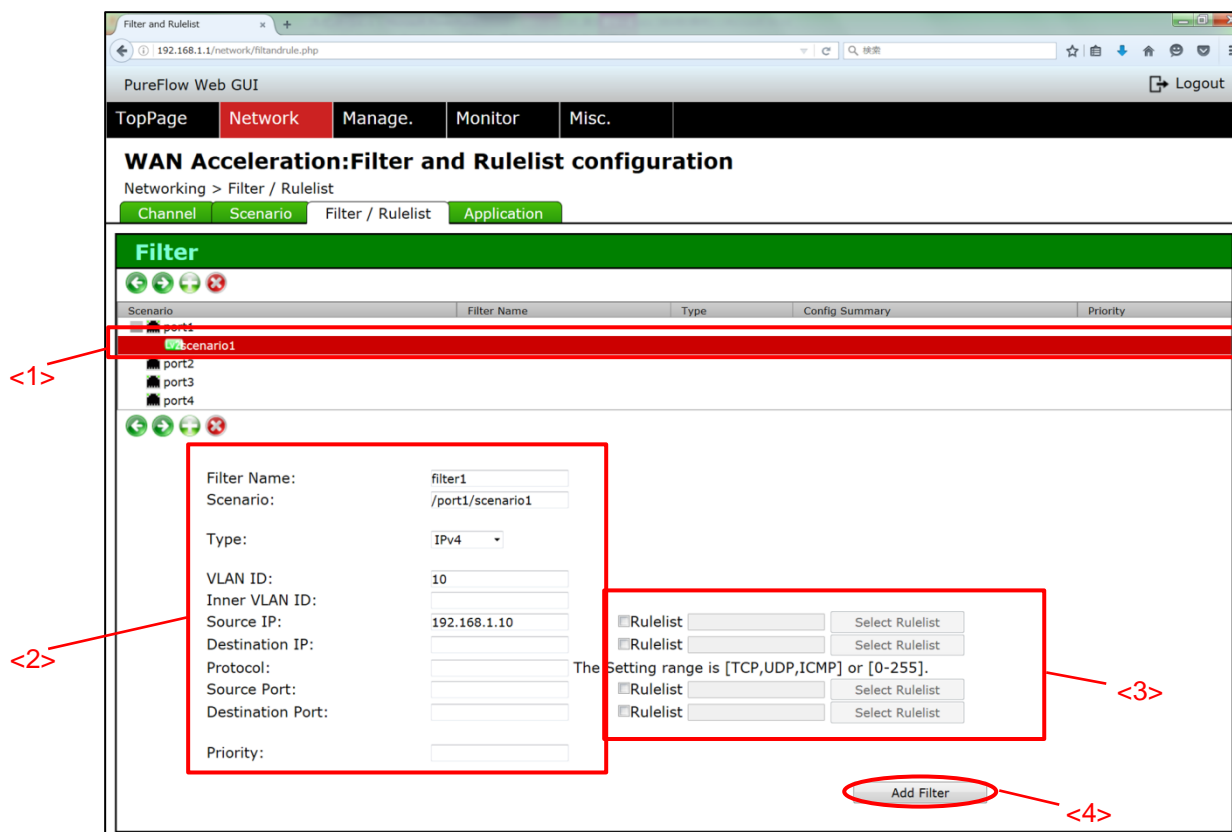 Filter and Rulelist × +
192.168.1.1/network/filtandrule.php 検索
PureFlow Web GUI Logout
TopPage Network Manage. Monitor Misc.
WAN Acceleration:Filter and Rulelist configuration
Networking > Filter / Rulelist
Channel Scenario Filter / Rulelist Application
Filter
Scenario Filter Name Type Config Summary Priority
port1
scenario1
<1>
port2
port3
port4
Filter Name: filter1
Scenario: /port1/scenario1
Type: IPv4
VLAN ID: 10
Inner VLAN ID:
Source IP: 192.168.1.10 Rulelist Select Rulelist
Destination IP: Rulelist Select Rulelist
<2>
Protocol: The Setting range is [TCP,UDP,ICMP] or [0-255].
Source Port: Rulelist Select Rulelist
<3>
Destination Port: Rulelist Select Rulelist
Priority:
Add Filter
<4>